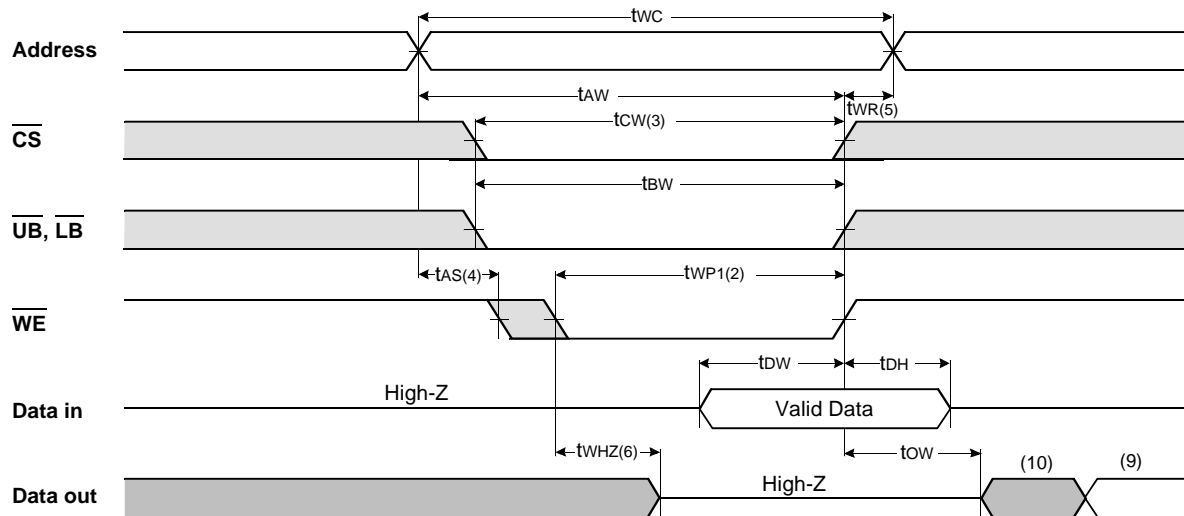 tWC
Address
tAW
tWR(5)
tCW(3)
CS
tBW
UB, LB
tAS(4)
tWP1(2)
WE
tDW
tDH
High-Z
Data in
Valid Data
tWHZ(6)
tOW
(10)
(9)
High-Z
Data out